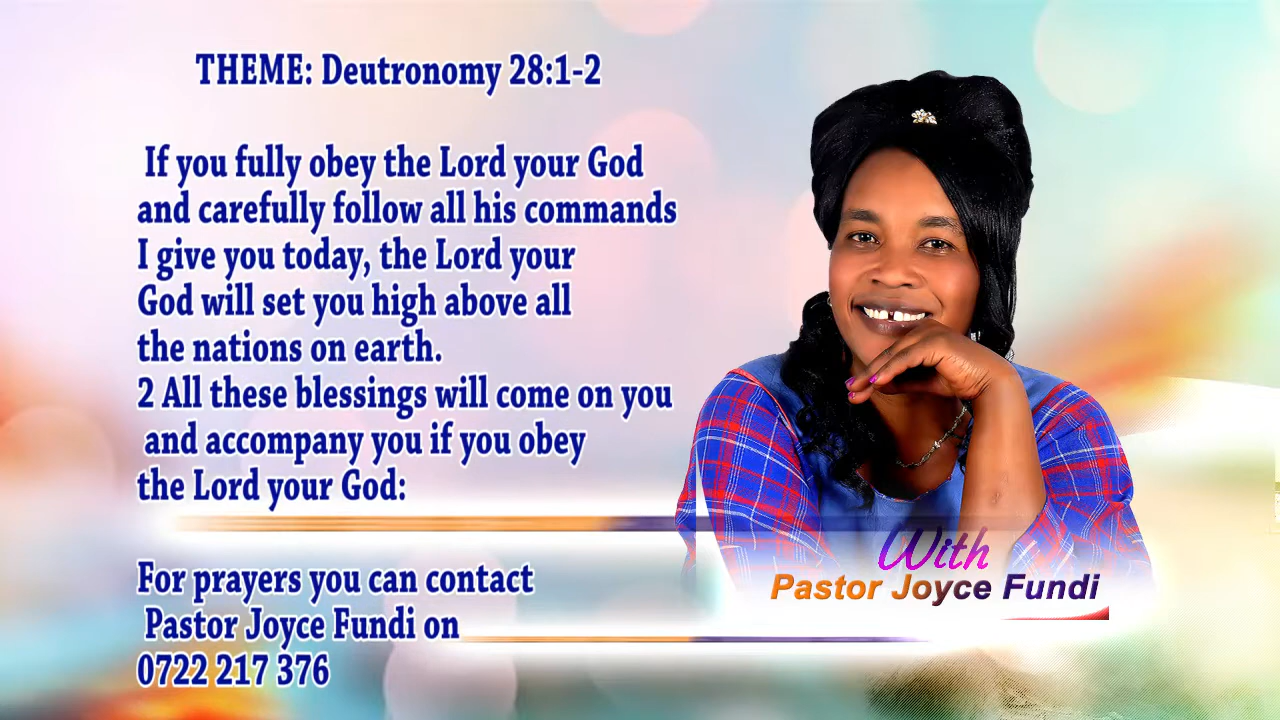 THEME: Deutronomy 28:1-2
If you fully obey the Lord your God
and carefully follow all his commands
I give you today, the Lord your
God will set you high above all
the nations on earth.
2 All these blessings will come on you
and accompany you if you obey
the Lord your God:
For prayers you can contact
Pastor Joyce Fundi on
0722 217 376
With
Pastor Joyce Fundi